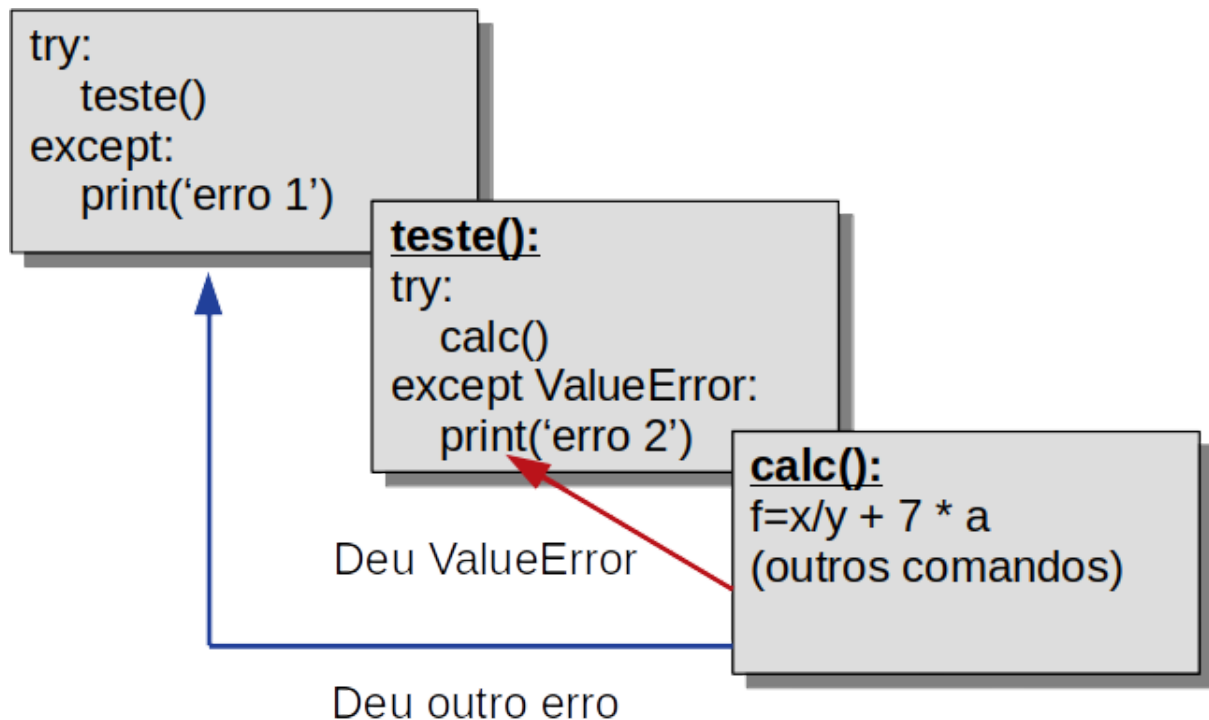 try:
teste()
except:
print(‘erro 1’)
teste():
try:
calc()
except ValueError:
print(‘erro 2’)
calc():
f=x/y + 7 * a
(outros comandos)
Deu ValueError
Deu outro erro